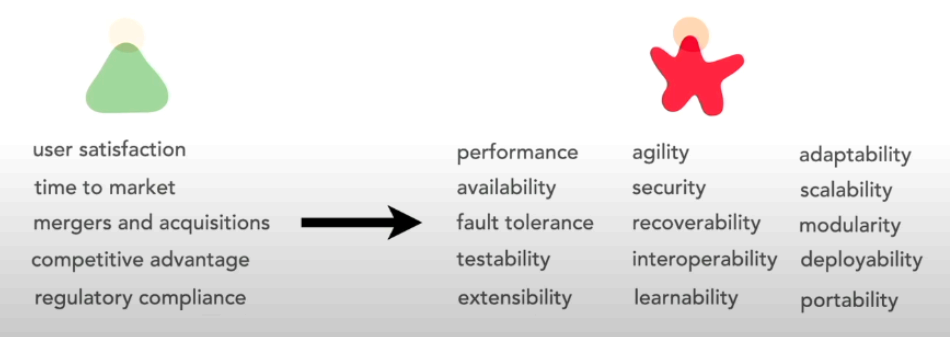 user satisfaction
time to market
mergers and acquisitions
competitive advantage
regulatory compliance
performance
availability
fault tolerance
testability
extensibility
agility
security
recoverability
interoperability
learnability
adaptability
scalability
modularity
deployability
portability